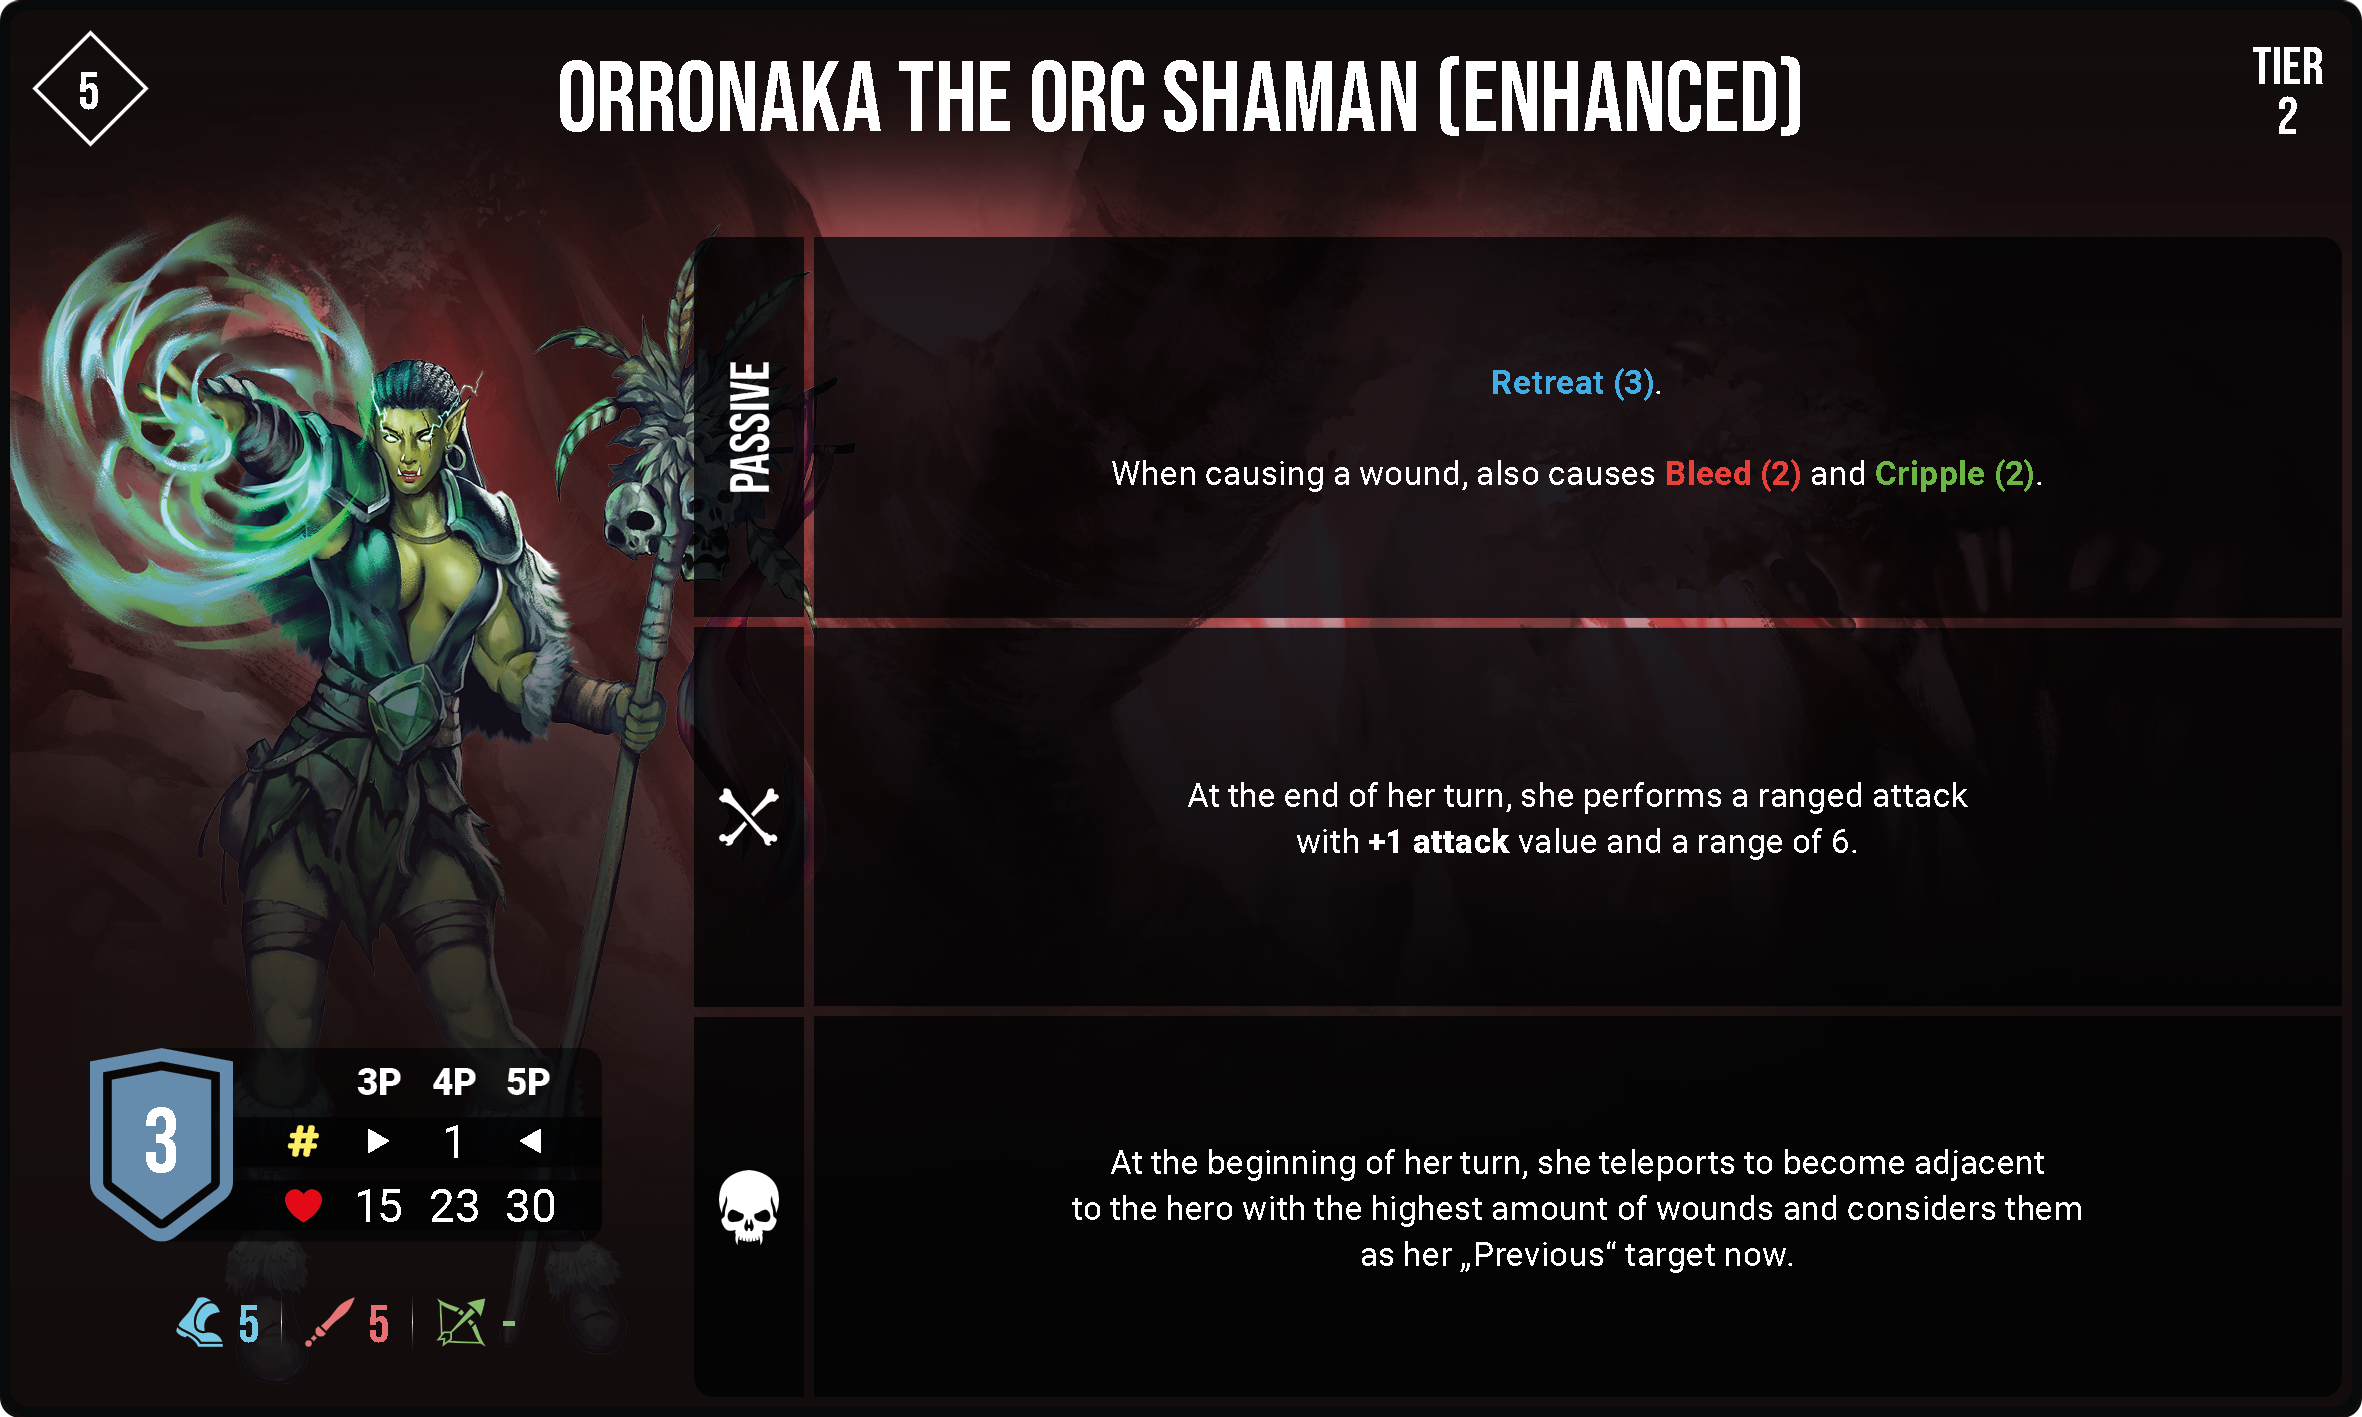 5
ORRONAKA THE ORC SHAMAN (ENHANCED)
TIER
2
PASSIVE
Retreat (3).
When causing a wound, also causes Bleed (2) and Cripple (2).
At the end of her turn, she performs a ranged attack
with +1 attack value and a range of 6.
At the beginning of her turn, she teleports to become adjacent
to the hero with the highest amount of wounds and considers them
as her „Previous“ target now.
3
3P 4P 5P
# ▶ 1 ◀
15 23 30
5 5 -